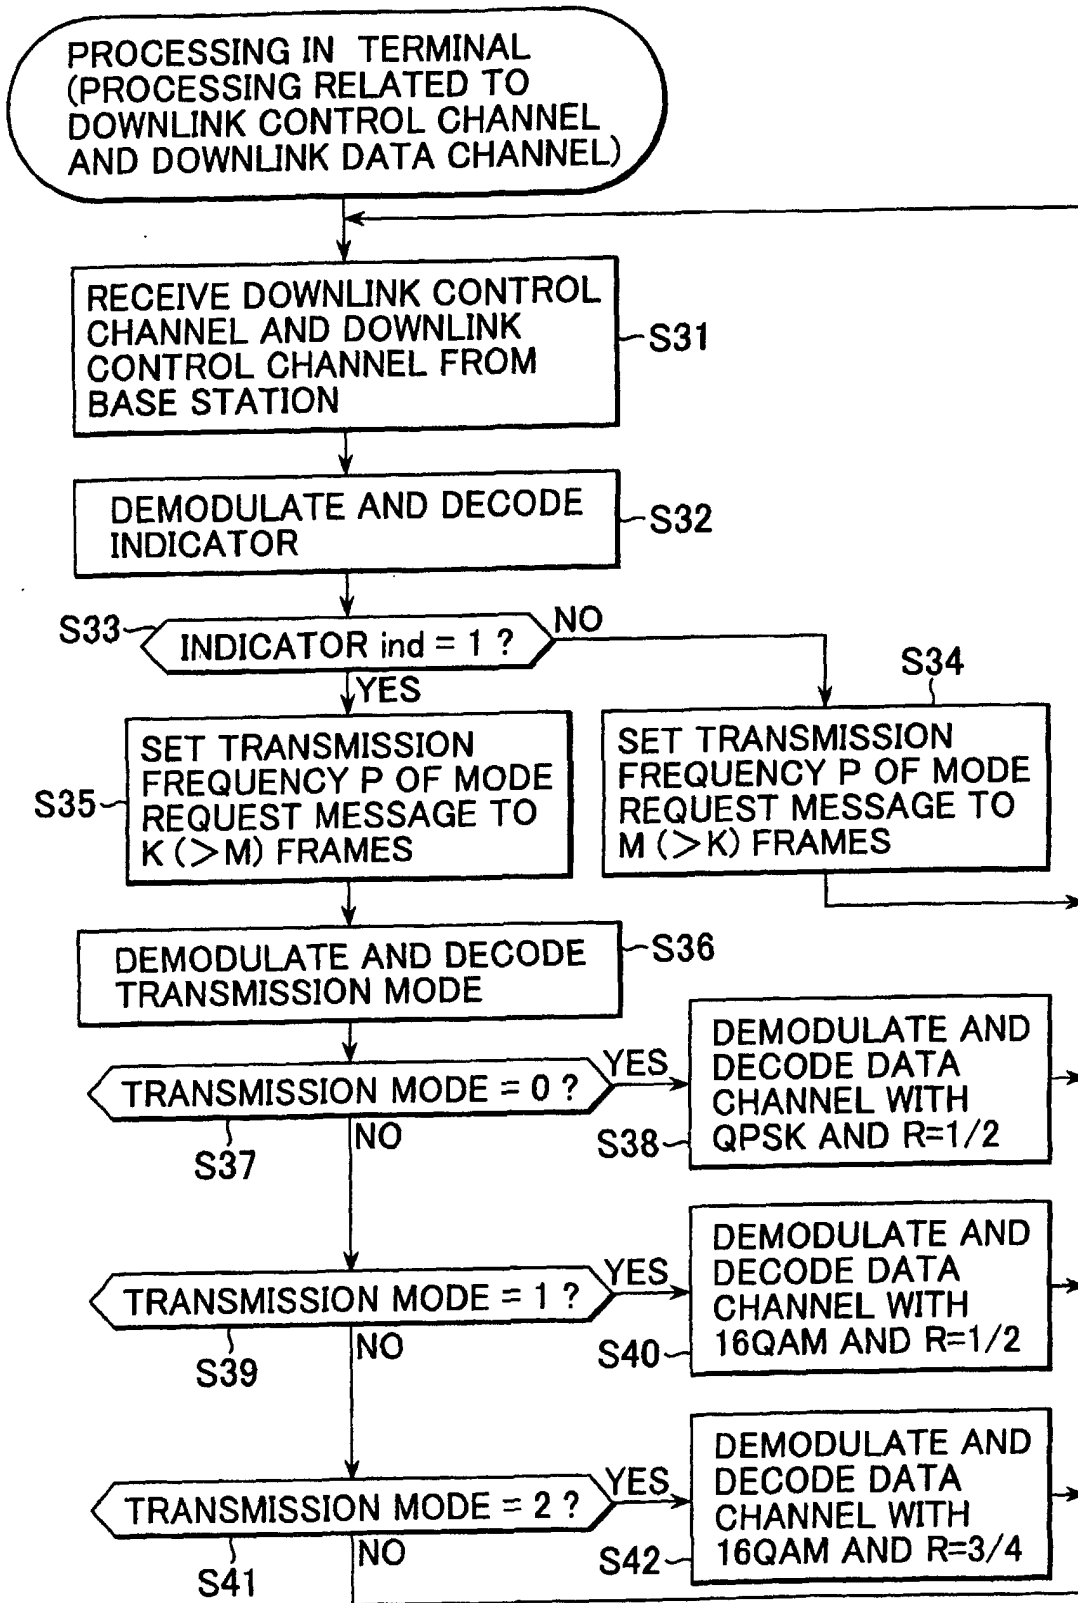 PROCESSING IN TERMINAL
(PROCESSING RELATED TO
DOWNLINK CONTROL CHANNEL
AND DOWNLINK DATA CHANNEL)
RECEIVE DOWNLINK CONTROL
CHANNEL AND DOWNLINK
CONTROL CHANNEL FROM
BASE STATION
S31
DEMODULATE AND DECODE
INDICATOR
S32
S33
INDICATOR ind = 1 ?
NO
YES
S34
SET TRANSMISSION
FREQUENCY P OF MODE
REQUEST MESSAGE TO
M (>K) FRAMES
S35
SET TRANSMISSION
FREQUENCY P OF MODE
REQUEST MESSAGE TO
K (>M) FRAMES
DEMODULATE AND DECODE
TRANSMISSION MODE
S36
TRANSMISSION MODE = 0 ?
YES
S37
NO
DEMODULATE AND
DECODE DATA
CHANNEL WITH
QPSK AND R=1/2
S38
TRANSMISSION MODE = 1 ?
YES
S39
NO
DEMODULATE AND
DECODE DATA
CHANNEL WITH
16QAM AND R=1/2
S40
TRANSMISSION MODE = 2 ?
YES
S41
NO
DEMODULATE AND
DECODE DATA
CHANNEL WITH
16QAM AND R=3/4
S42